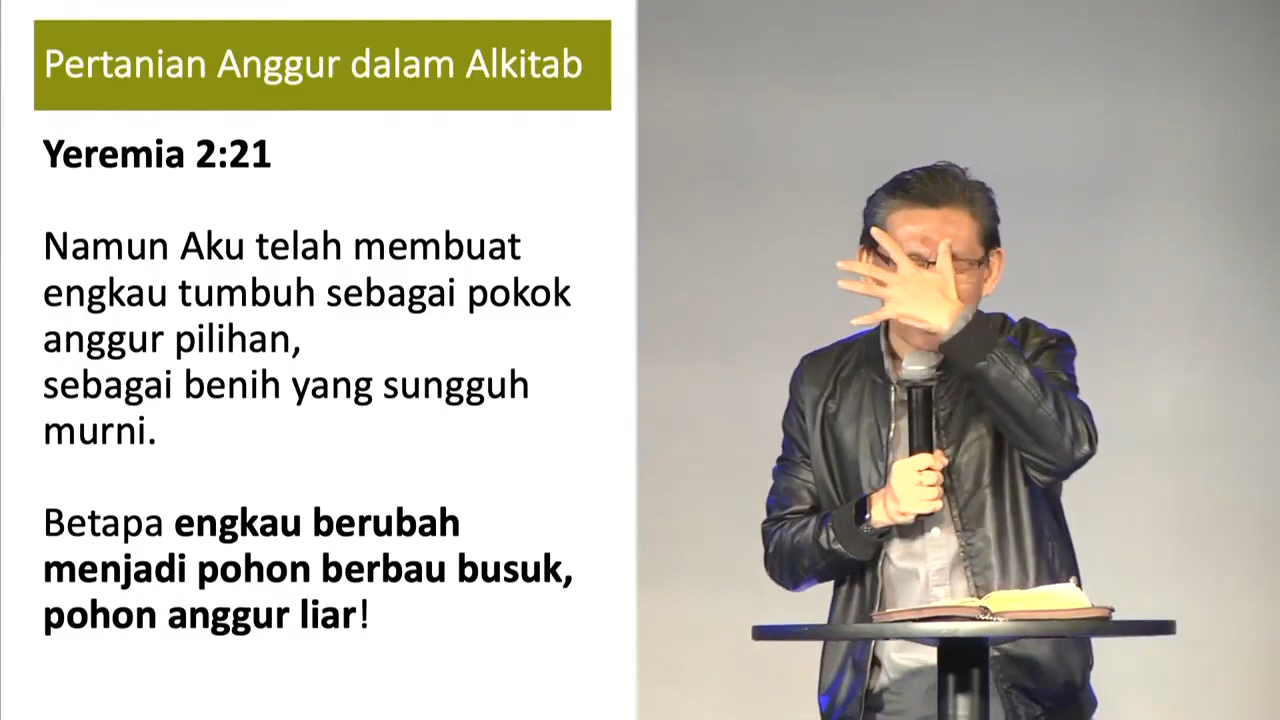 Pertanian Anggur dalam Alkitab
Yeremia 2:21
Namun Aku telah membuat
engkau tumbuh sebagai pokok
anggur pilihan,
sebagai benih yang sungguh
murni.
Betapa engkau berubah
menjadi pohon berbau busuk,
pohon anggur liar!